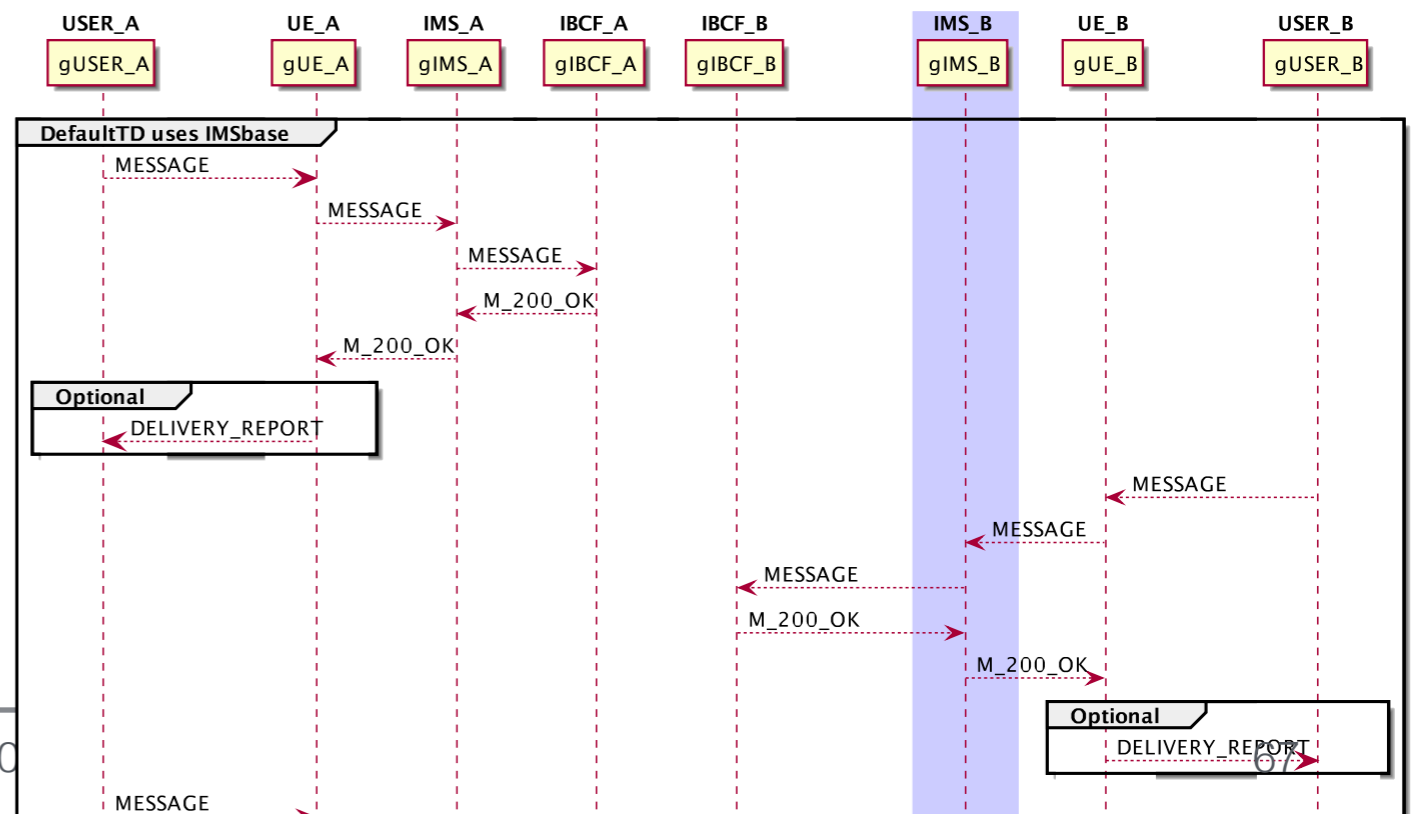 USER_A UE_A IMS_A IBCF_A IBCF_B IMS_B UE_B USER_B
gUSER_A gUE_A gIMS_A gIBCF_A gIBCF_B gIMS_B gUE_B gUSER_B
DefaultTD uses IMSbase
MESSAGE
MESSAGE
MESSAGE
M_200_OK
M_200_OK
Optional
DELIVERY_REPORT
MESSAGE
MESSAGE
MESSAGE
M_200_OK
M_200_OK
Optional
DELIVERY_REPORT
0 67
MESSAGE